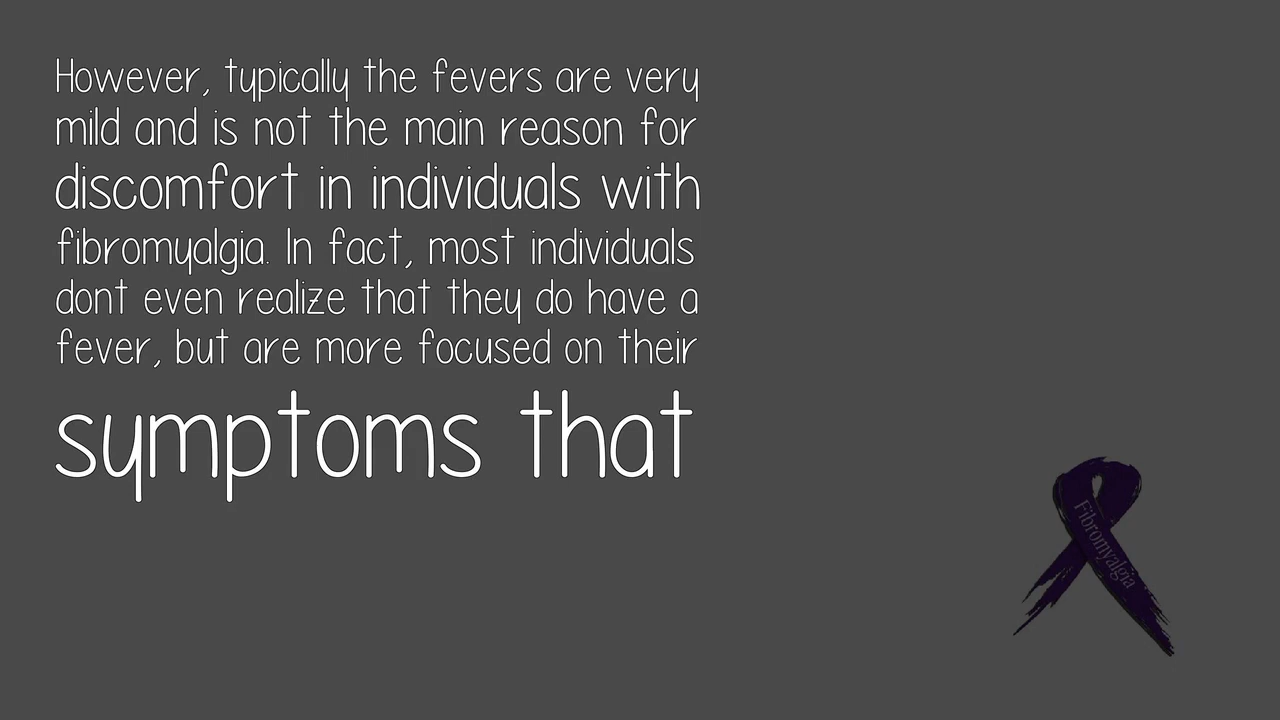 However, typically the fevers are very
mild and is not the main reason for
discomfort in individuals with
fibromyalgia. In fact, most individuals
dont even realize that they do have a
fever, but are more focused on their
symptoms that
Fibromyalgia